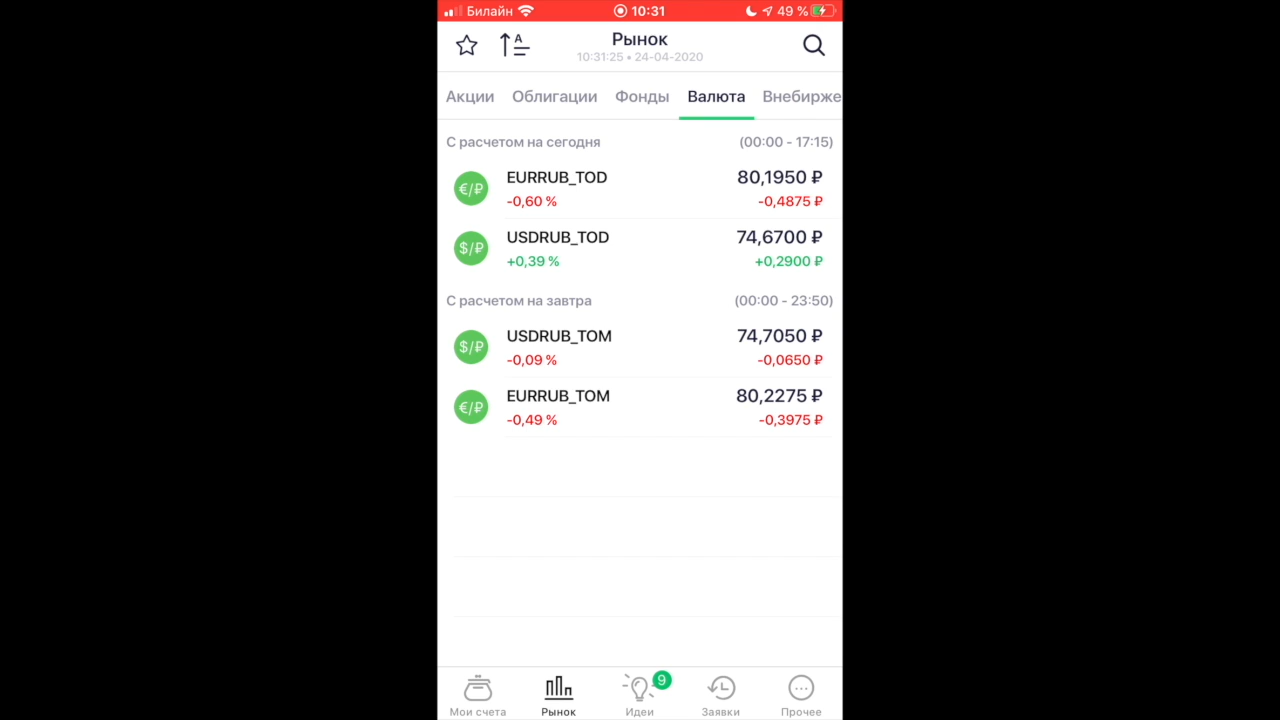 Билайн 10:31 49 %
A
Рынок
10:31:25 • 24-04-2020
Акции Облигации Фонды Валюта Внебирже
С расчетом на сегодня (00:00 - 17:15)
€/₽ EURRUB_TOD 80,1950 ₽
-0,60 % -0,4875 ₽
$/₽ USDRUB_TOD 74,6700 ₽
+0,39 % +0,2900 ₽
С расчетом на завтра (00:00 - 23:50)
$/₽ USDRUB_TOM 74,7050 ₽
-0,09 % -0,0650 ₽
€/₽ EURRUB_TOM 80,2275 ₽
-0,49 % -0,3975 ₽
9
Мои счета Рынок Идеи Заявки Прочее